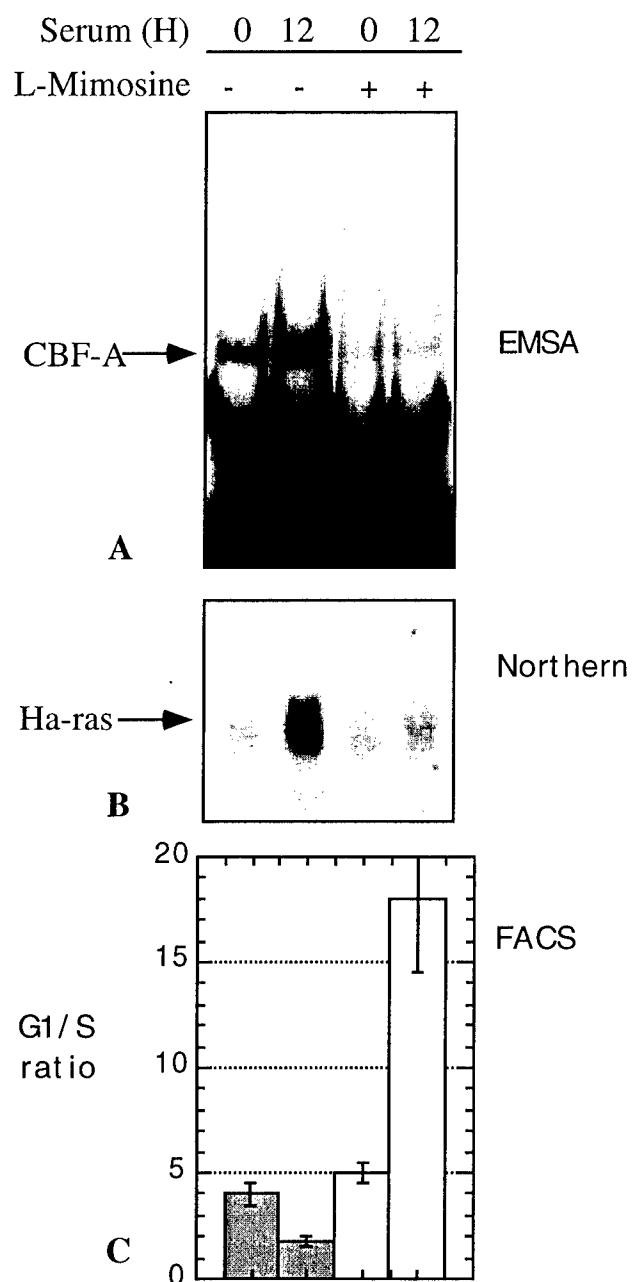 Serum (H) 0 12 0 12
L-Mimosine - - + +
CBF-A
EMSA
A
Ha-ras
Northern
B
20
FACS
15
G1/S
ratio
10
5
C
0